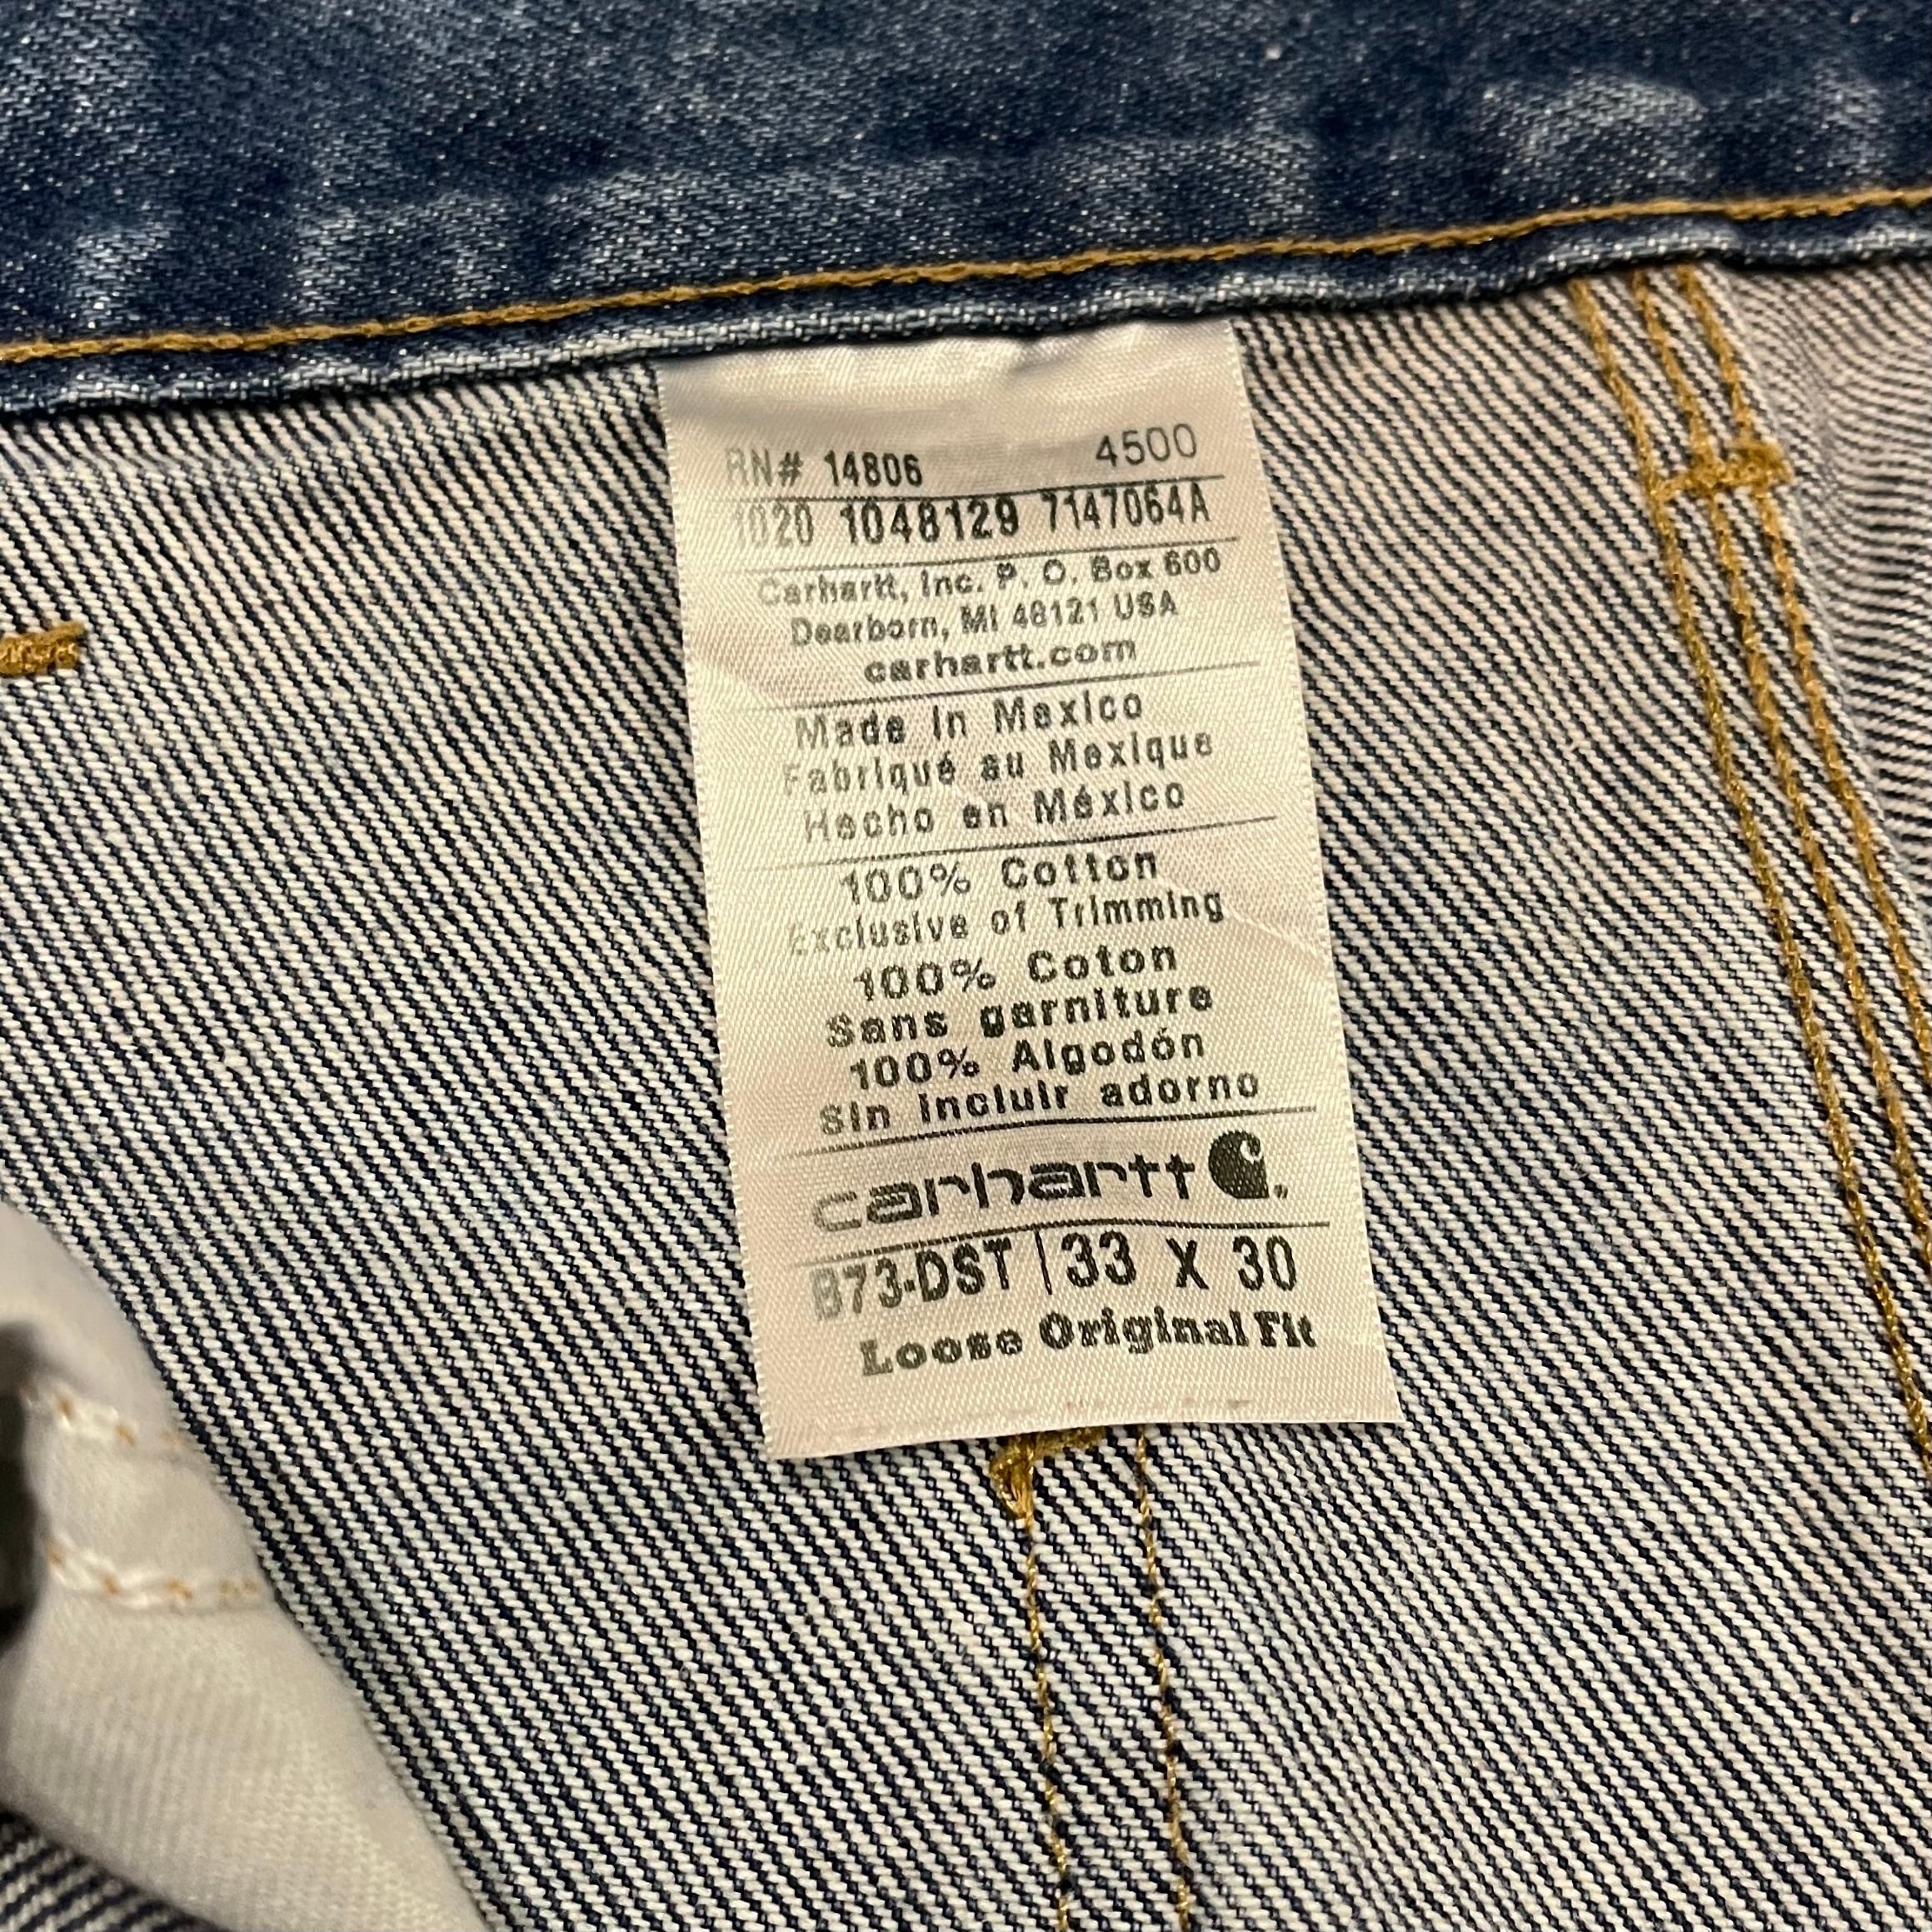 RN# 14806 4500
1020 1048129 7147064A
Carhartt, Inc. P. O. Box 600
Dearborn, MI 48121 USA
carhartt.com
Made In Mexico
Fabriqué au Mexique
Hecho en México
100% Cotton
Exclusive of Trimming
100% Coton
Sans garniture
100% Algodón
Sin incluir adorno
carhartt
B73-DST | 33 X 30
Loose Original Fit